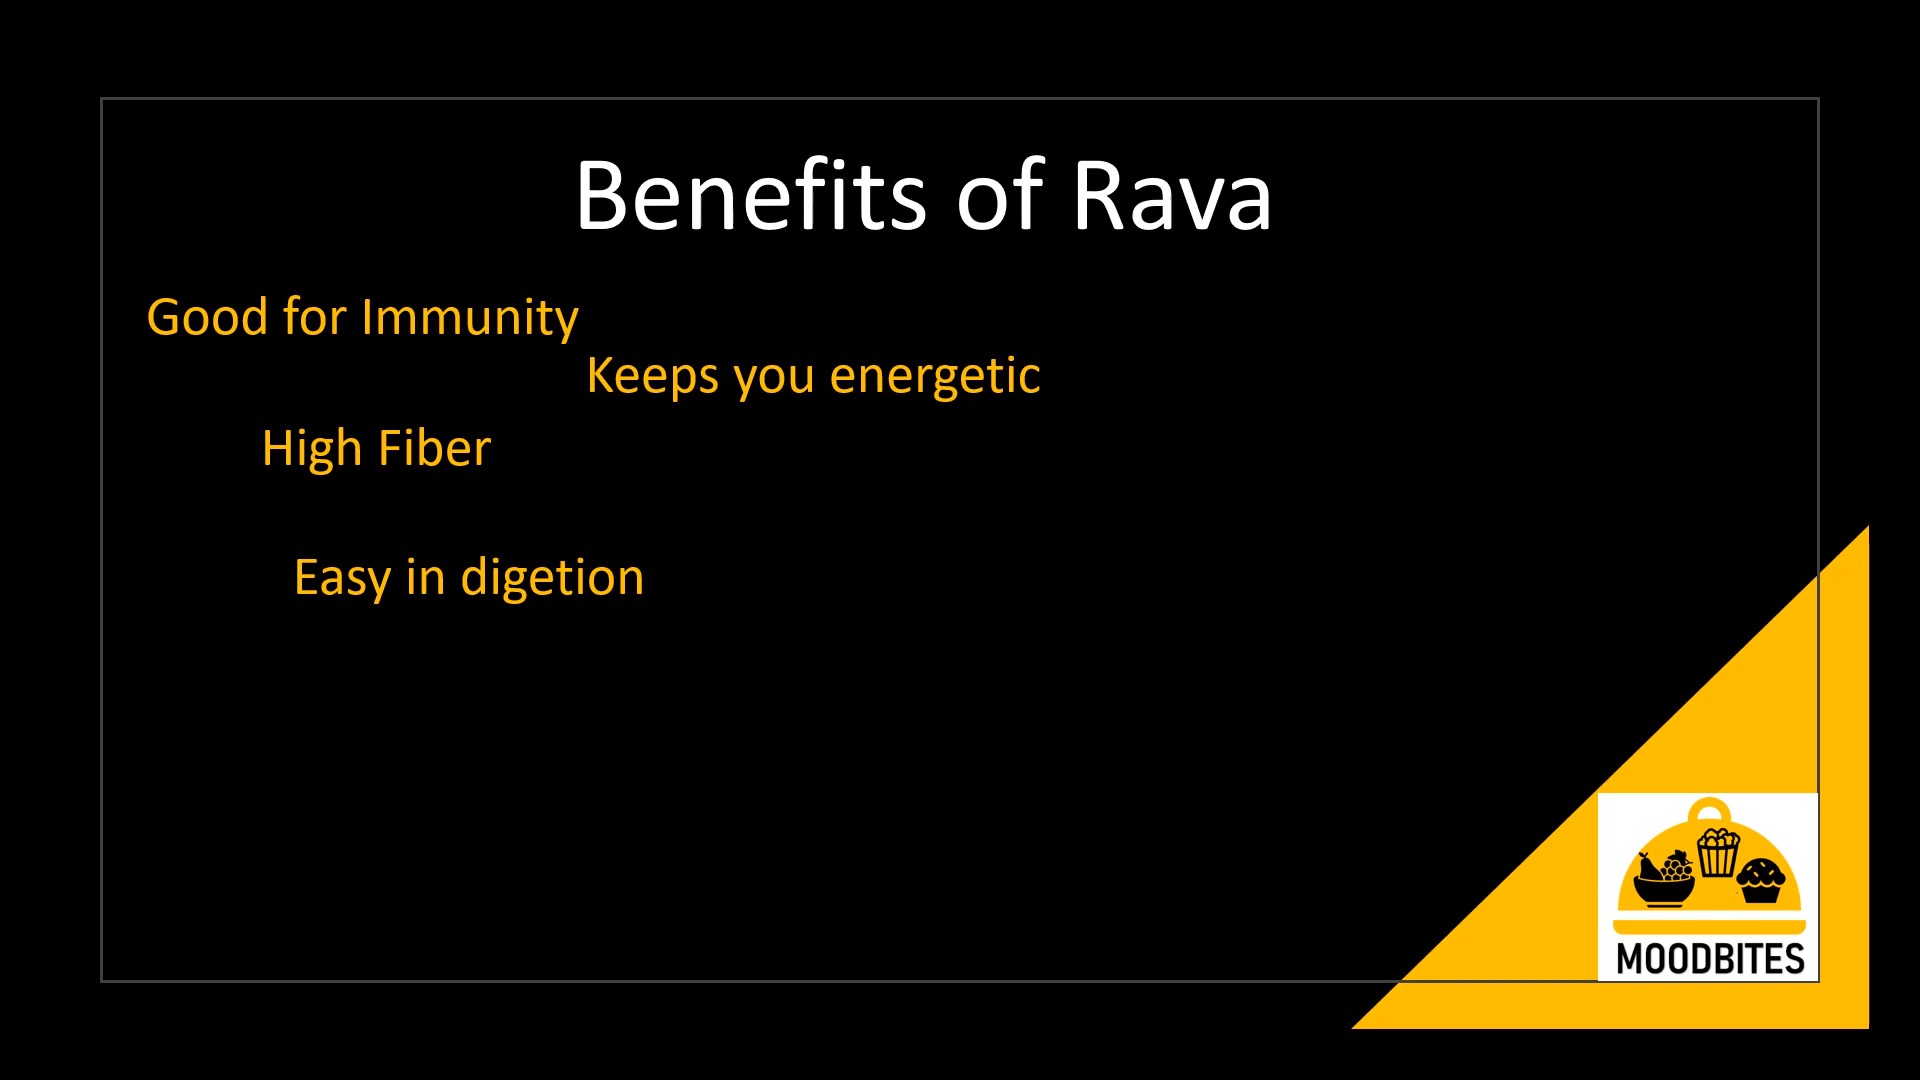 Benefits of Rava
Good for Immunity
Keeps you energetic
High Fiber
Easy in digetion
MOODBITES